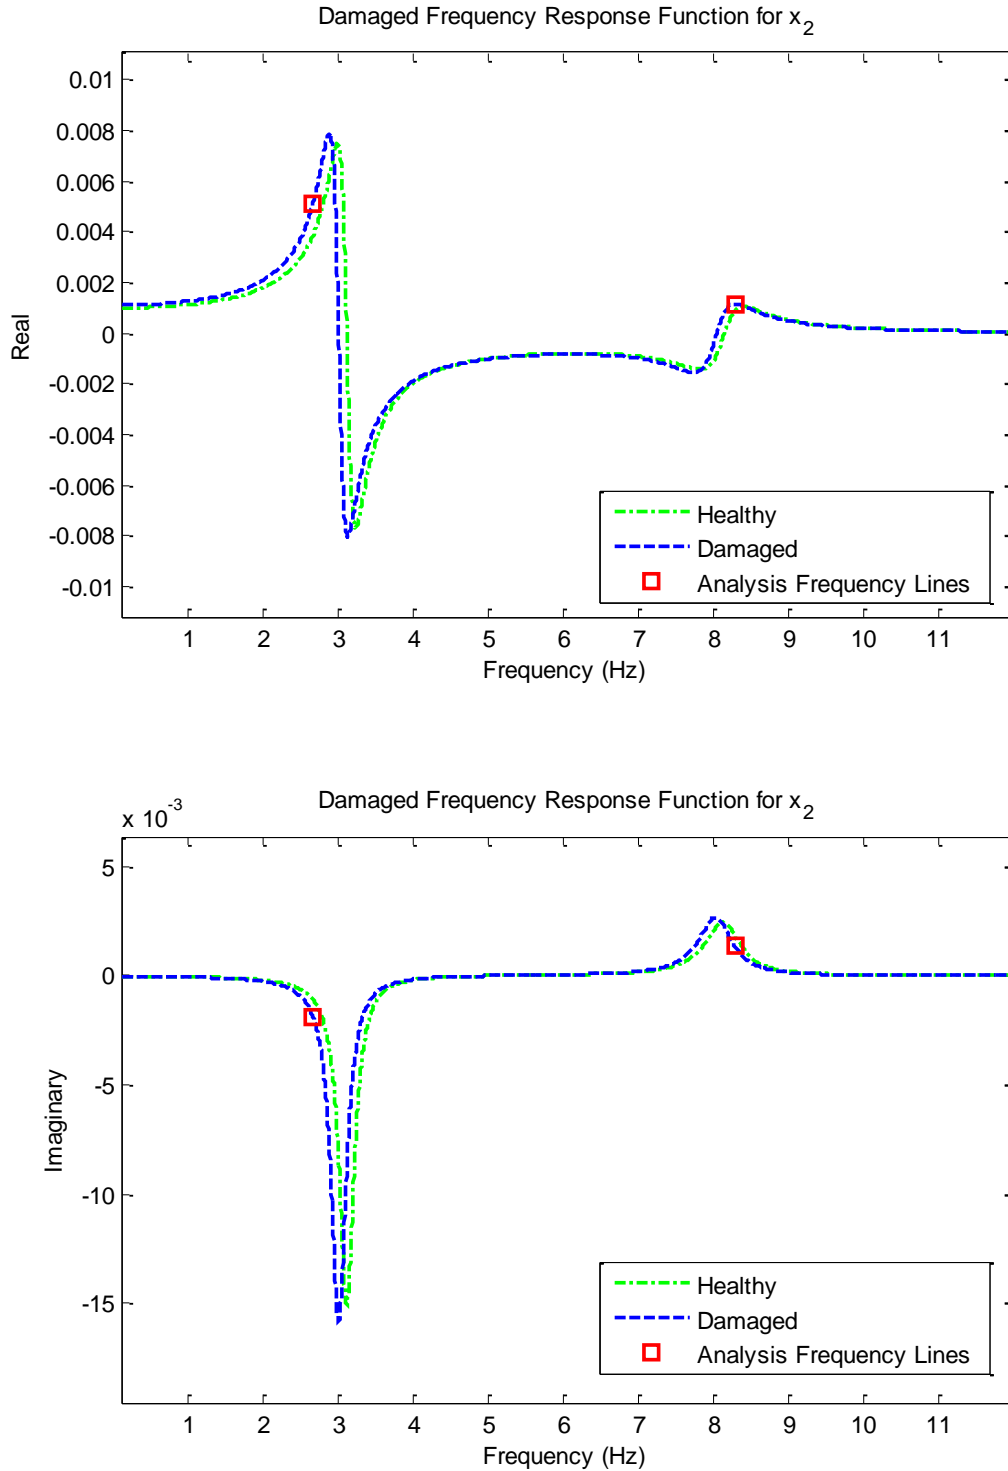 Damaged Frequency Response Function for x_2
0.01
0.008
0.006
0.004
0.002
0
-0.002
-0.004
-0.006
-0.008
-0.01
Real
Healthy
Damaged
Analysis Frequency Lines
1 2 3 4 5 6 7 8 9 10 11
Frequency (Hz)
Damaged Frequency Response Function for x_2
x 10^-3
5
0
-5
-10
-15
Imaginary
Healthy
Damaged
Analysis Frequency Lines
1 2 3 4 5 6 7 8 9 10 11
Frequency (Hz)